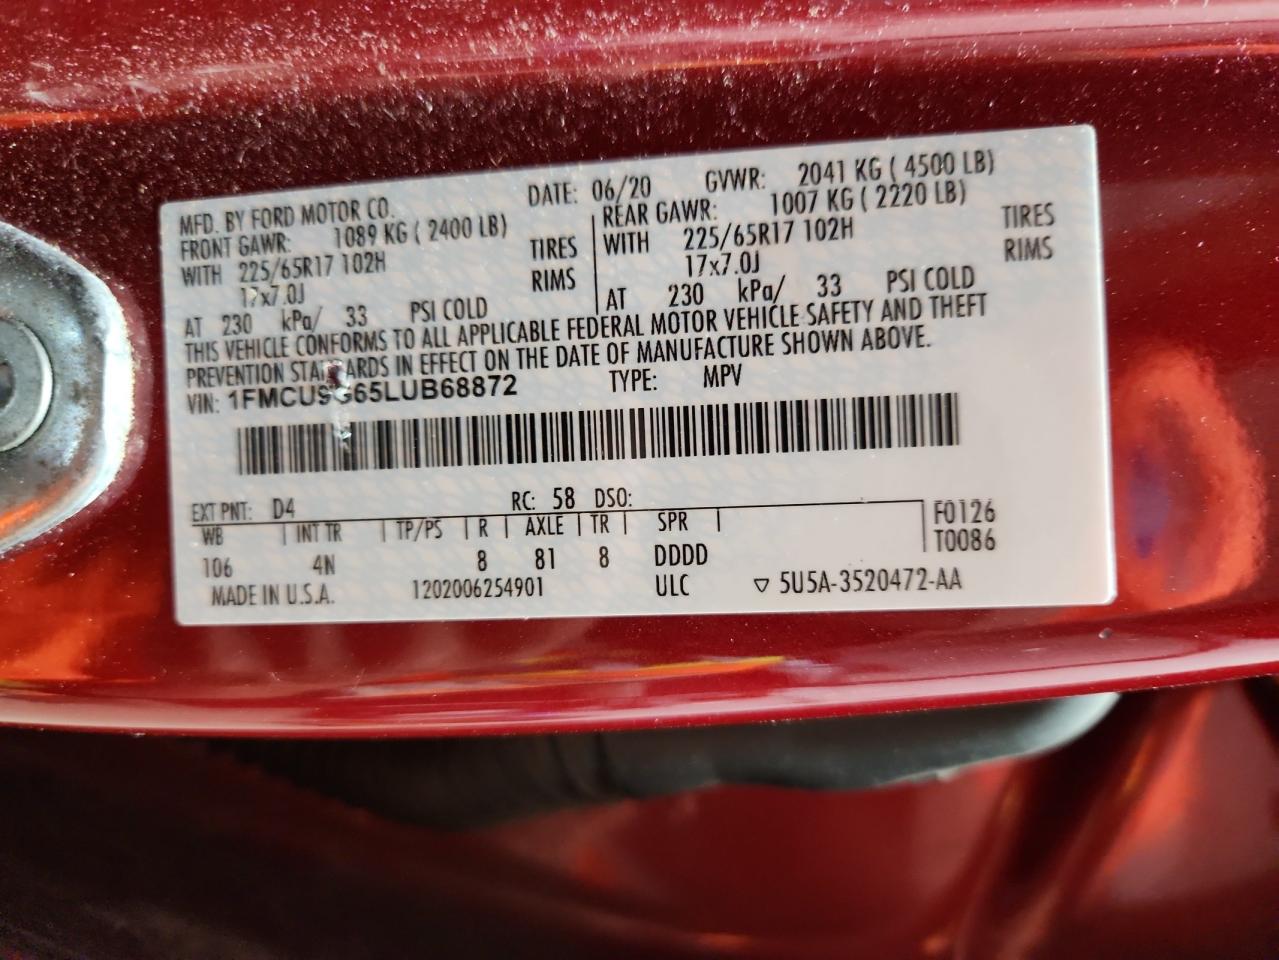 MFD. BY FORD MOTOR CO. DATE: 06/20 GVWR: 2041 KG ( 4500 LB)
FRONT GAWR: 1089 KG ( 2400 LB) REAR GAWR: 1007 KG ( 2220 LB)
WITH 225/65R17 102H TIRES WITH 225/65R17 102H TIRES
17x7.0J RIMS 17x7.0J RIMS
AT 230 kPa/ 33 PSI COLD AT 230 kPa/ 33 PSI COLD
THIS VEHICLE CONFORMS TO ALL APPLICABLE FEDERAL MOTOR VEHICLE SAFETY AND THEFT
PREVENTION STANDARDS IN EFFECT ON THE DATE OF MANUFACTURE SHOWN ABOVE.
VIN: 1FMCU9G65LUB68872 TYPE: MPV
EXT PNT: D4 RC: 58 DSO:
WB INT TR TP/PS R AXLE TR SPR F0126
106 4N 8 81 8 DDDD T0086
MADE IN U.S.A. 1202006254901 ULC ▽ 5U5A-3520472-AA